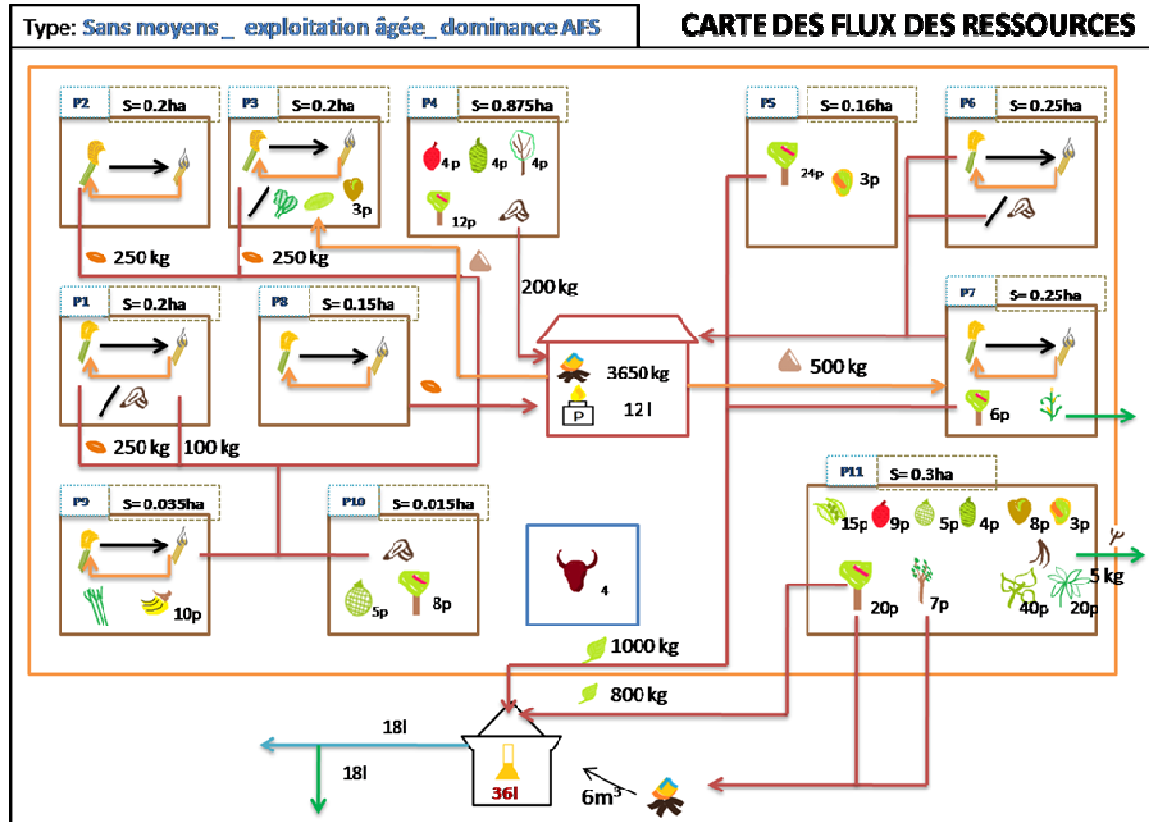 Type: Sans moyens _ exploitation âgée_ dominance AFS
CARTE DES FLUX DES RESSOURCES
P2 S= 0.2ha
P3 S= 0.2ha
P4 S= 0.875ha
P5 S= 0.16ha
P6 S= 0.25ha
4p 4p 4p
24p 3p
3p
12p
250 kg
250 kg
200 kg
P1 S= 0.2ha
P8 S= 0.15ha
P7 S= 0.25ha
3650 kg
P 12 l
500 kg
6p
250 kg 100 kg
P9 S= 0.035ha
P10 S= 0.015ha
P11 S= 0.3ha
15p 9p 5p 4p 8p 3p
10p
5p 8p
4
20p 7p 40p 20p
5 kg
1000 kg
800 kg
18l
18l
36l
6m³